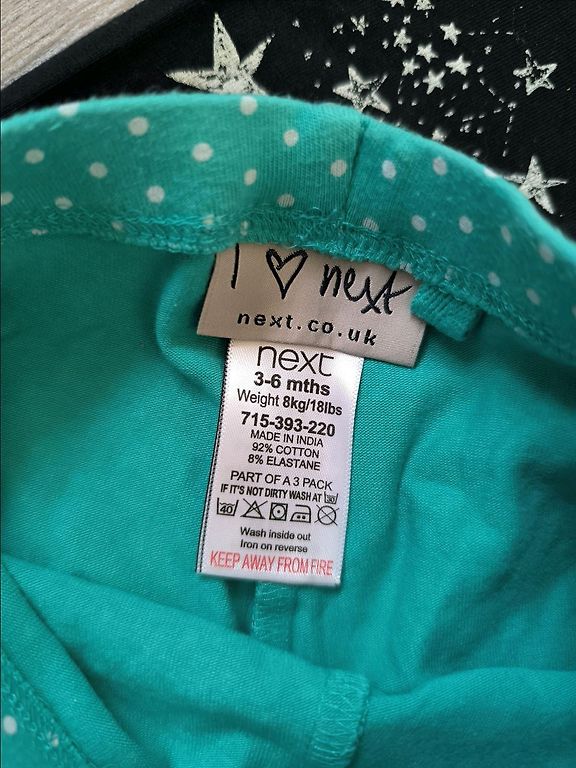 I ♡ next
next.co.uk
next
3-6 mths
Weight 8kg/18lbs
715-393-220
MADE IN INDIA
92% COTTON
8% ELASTANE
PART OF A 3 PACK
IF IT'S NOT DIRTY WASH AT 30
40
Wash inside out
Iron on reverse
KEEP AWAY FROM FIRE